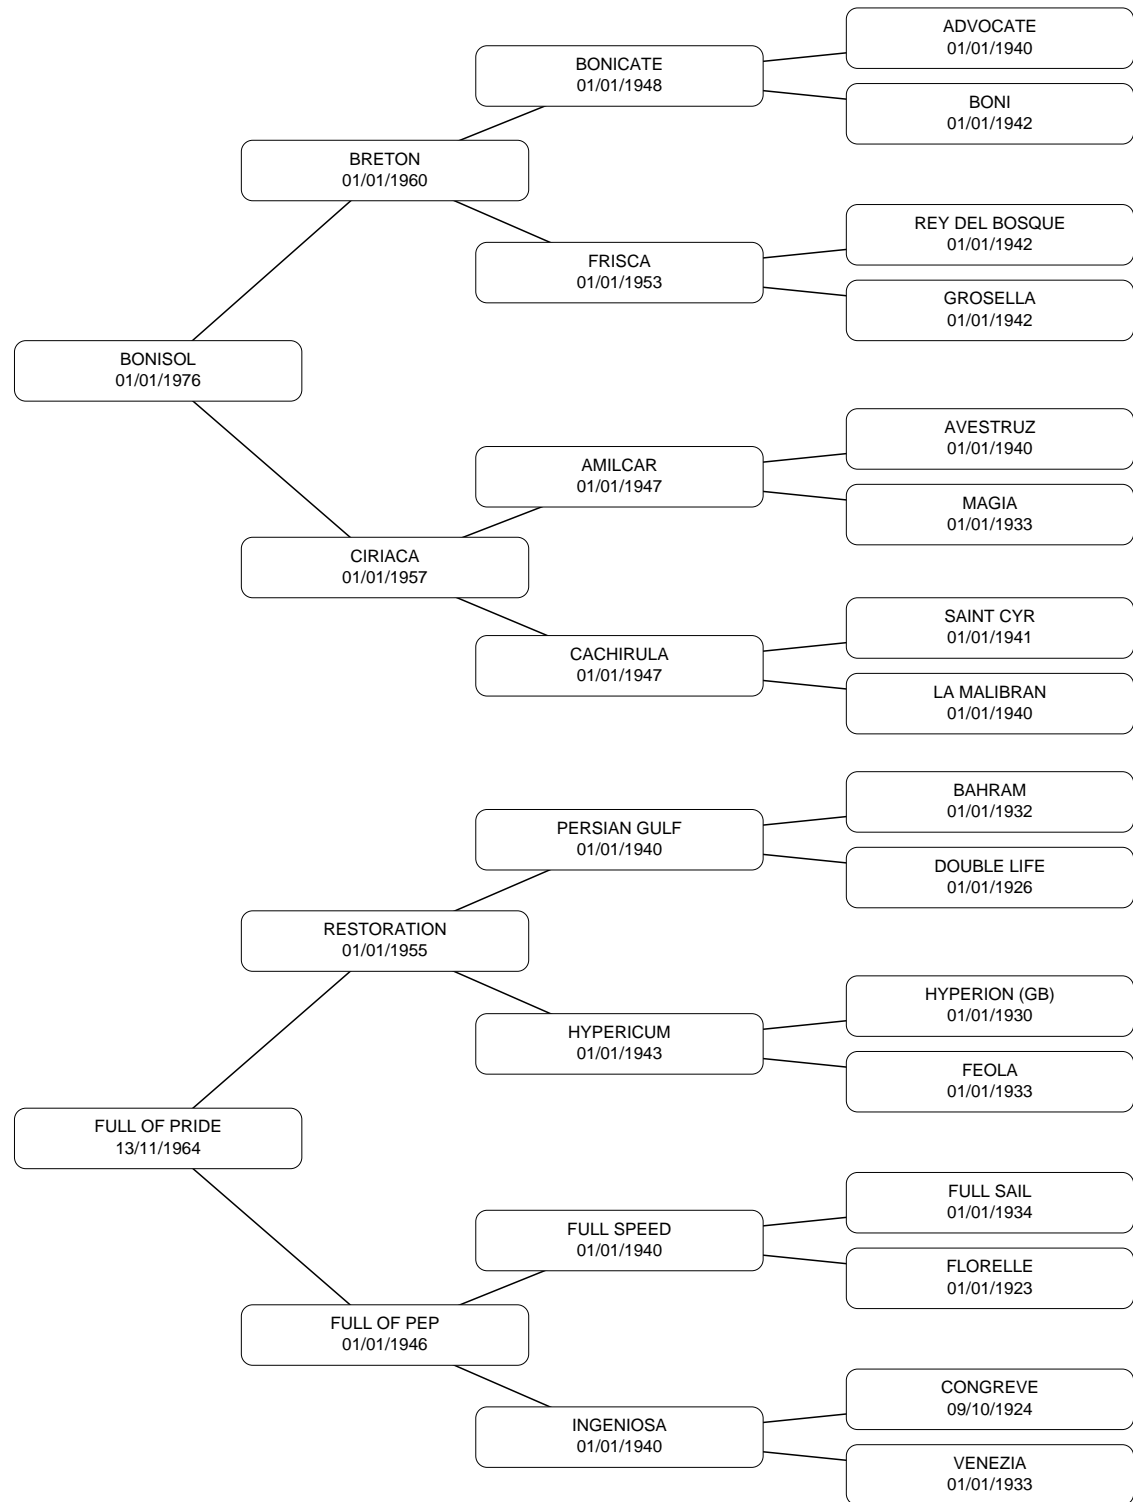 ADVOCATE
01/01/1940
BONICATE
01/01/1948
BONI
01/01/1942
BRETON
01/01/1960
REY DEL BOSQUE
01/01/1942
FRISCA
01/01/1953
GROSELLA
01/01/1942
BONISOL
01/01/1976
AVESTRUZ
01/01/1940
AMILCAR
01/01/1947
MAGIA
01/01/1933
CIRIACA
01/01/1957
SAINT CYR
01/01/1941
CACHIRULA
01/01/1947
LA MALIBRAN
01/01/1940
BAHRAM
01/01/1932
PERSIAN GULF
01/01/1940
DOUBLE LIFE
01/01/1926
RESTORATION
01/01/1955
HYPERION (GB)
01/01/1930
HYPERICUM
01/01/1943
FEOLA
01/01/1933
FULL OF PRIDE
13/11/1964
FULL SAIL
01/01/1934
FULL SPEED
01/01/1940
FLORELLE
01/01/1923
FULL OF PEP
01/01/1946
CONGREVE
09/10/1924
INGENIOSA
01/01/1940
VENEZIA
01/01/1933